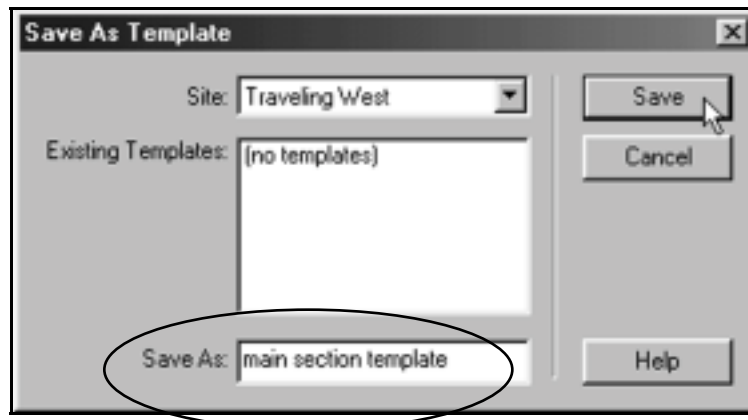 Save As Template
Site: Traveling West
Save
Existing Templates: (no templates)
Cancel
Save As: main section template
Help